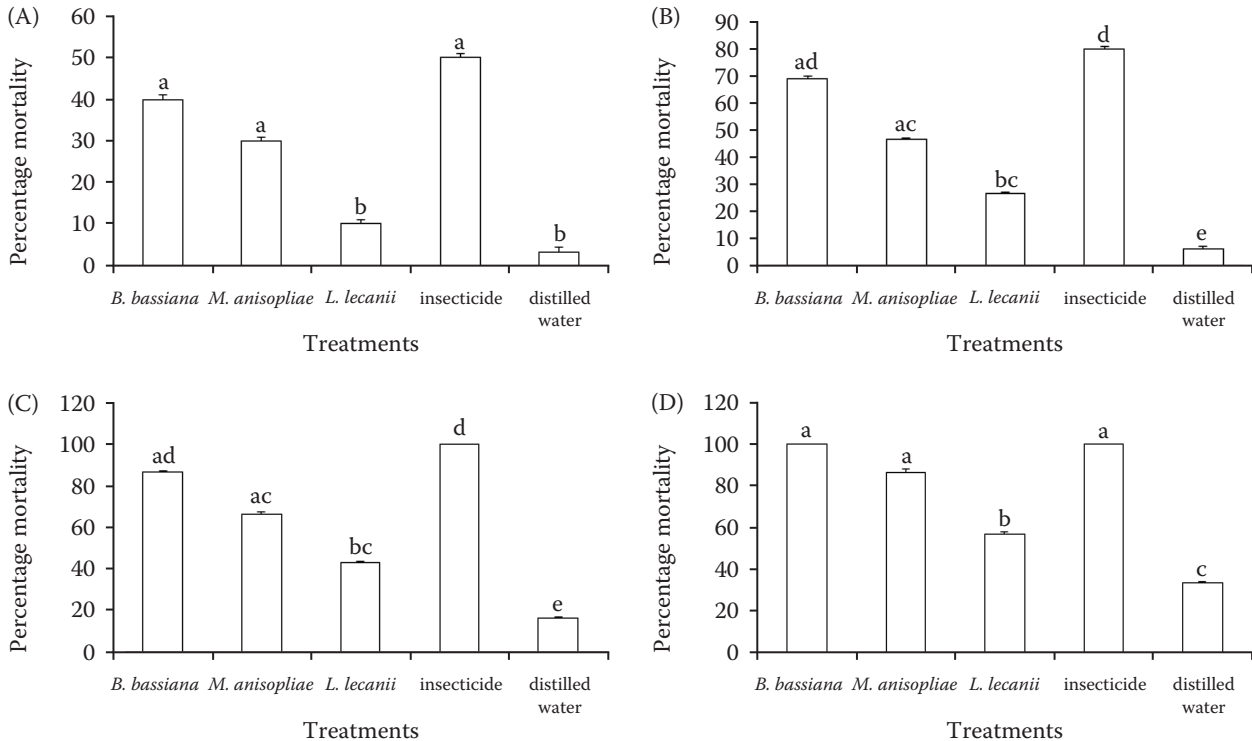 (A)
Percentage mortality
60
50
40
30
20
10
0
a
a
b
a
b
B. bassiana M. anisopliae L. lecanii insecticide distilled
water
Treatments
(B)
Percentage mortality
90
80
70
60
50
40
30
20
10
0
ad
ac
bc
d
e
B. bassiana M. anisopliae L. lecanii insecticide distilled
water
Treatments
(C)
Percentage mortality
120
100
80
60
40
20
0
ad
ac
bc
d
e
B. bassiana M. anisopliae L. lecanii insecticide distilled
water
Treatments
(D)
Percentage mortality
120
100
80
60
40
20
0
a
a
b
a
c
B. bassiana M. anisopliae L. lecanii insecticide distilled
water
Treatments